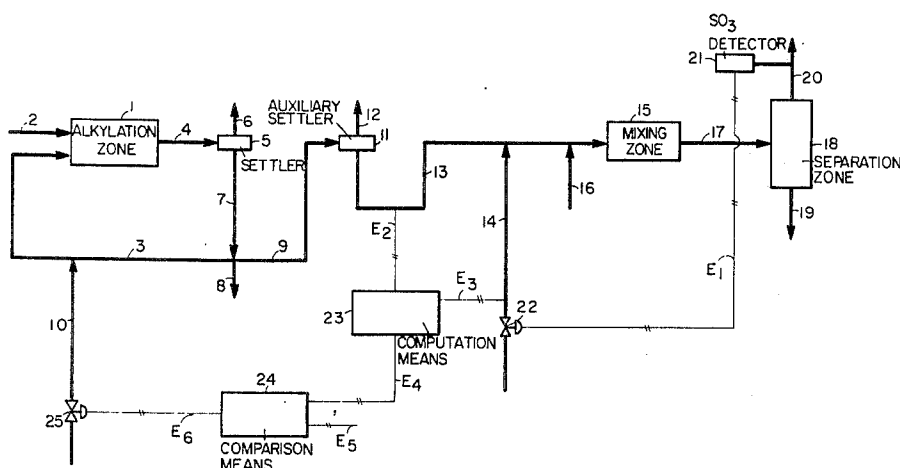 SO3
DETECTOR
21
20
1
ALKYLATION
ZONE
2
4
6
5
SETTLER
AUXILIARY
SETTLER
12
11
15
MIXING
ZONE
17
18
SEPARATION
ZONE
19
7
13
16
14
3
9
8
E2
E3
E1
10
23
COMPUTATION
MEANS
22
E4
24
25
E6
E5
COMPARISON
MEANS